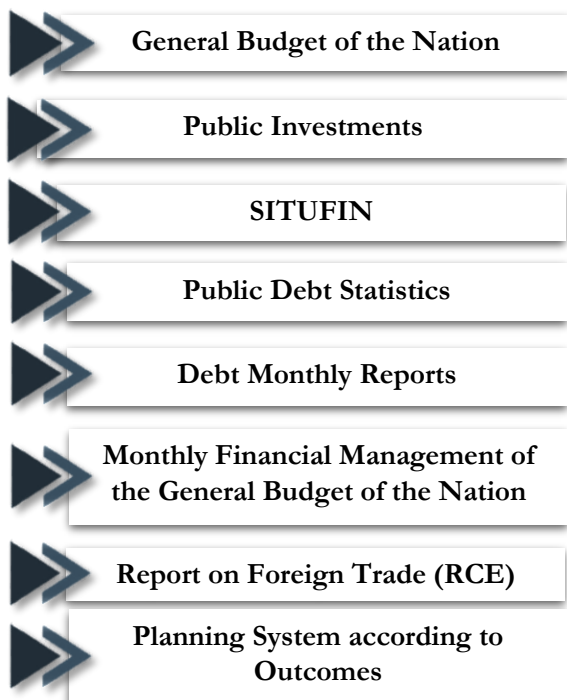 General Budget of the Nation
Public Investments
SITUFIN
Public Debt Statistics
Debt Monthly Reports
Monthly Financial Management of
the General Budget of the Nation
Report on Foreign Trade (RCE)
Planning System according to
Outcomes